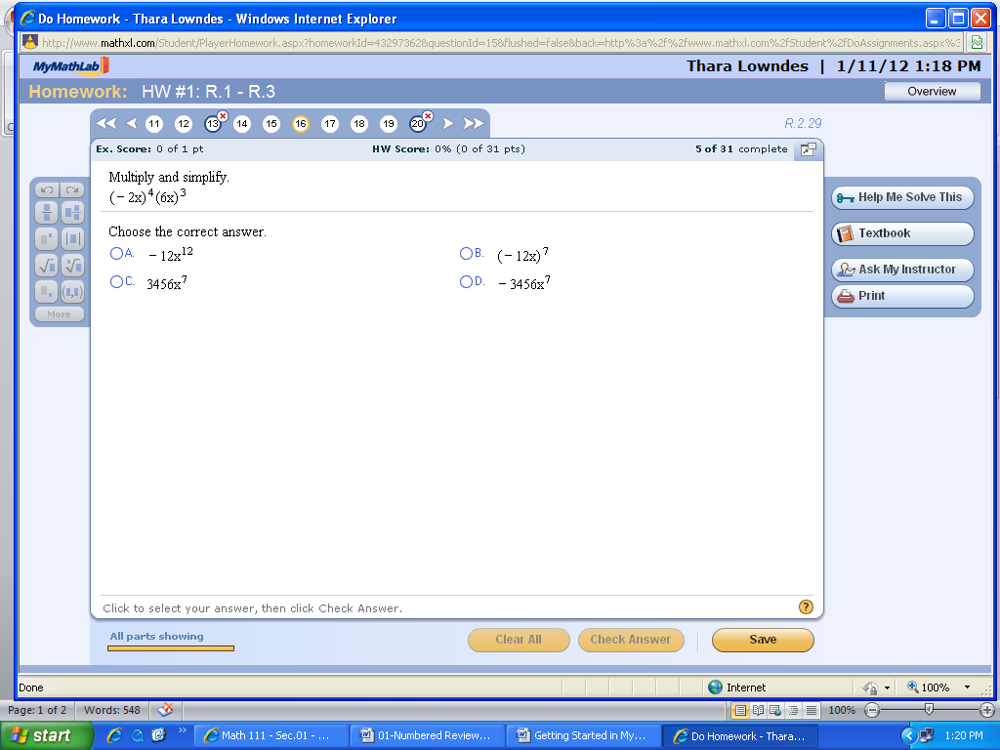 Do Homework - Thara Lowndes - Windows Internet Explorer
http://www.mathxl.com/Student/PlayerHomework.aspx?homeworkId=43297362&questionId=15&flushed=false&back=http%3a%2f%2fwww.mathxl.com%2fStudent%2fDoAssignments.aspx%3
MyMathLab
Thara Lowndes | 1/11/12 1:18 PM
Homework: HW #1: R.1 - R.3
Overview
11 12 13 14 15 16 17 18 19 20
R.2.29
Ex. Score: 0 of 1 pt
HW Score: 0% (0 of 31 pts)
5 of 31 complete
Multiply and simplify.
(− 2x)⁴(6x)³
Choose the correct answer.
A. − 12x¹²
B. (− 12x)⁷
C. 3456x⁷
D. − 3456x⁷
More
Help Me Solve This
Textbook
Ask My Instructor
Print
Click to select your answer, then click Check Answer.
?
All parts showing
Clear All
Check Answer
Save
Done
Internet
100%
Page: 1 of 2
Words: 548
100%
start
Math 111 - Sec.01 - ...
01-Numbered Review...
Getting Started in My...
Do Homework - Thara...
1:20 PM